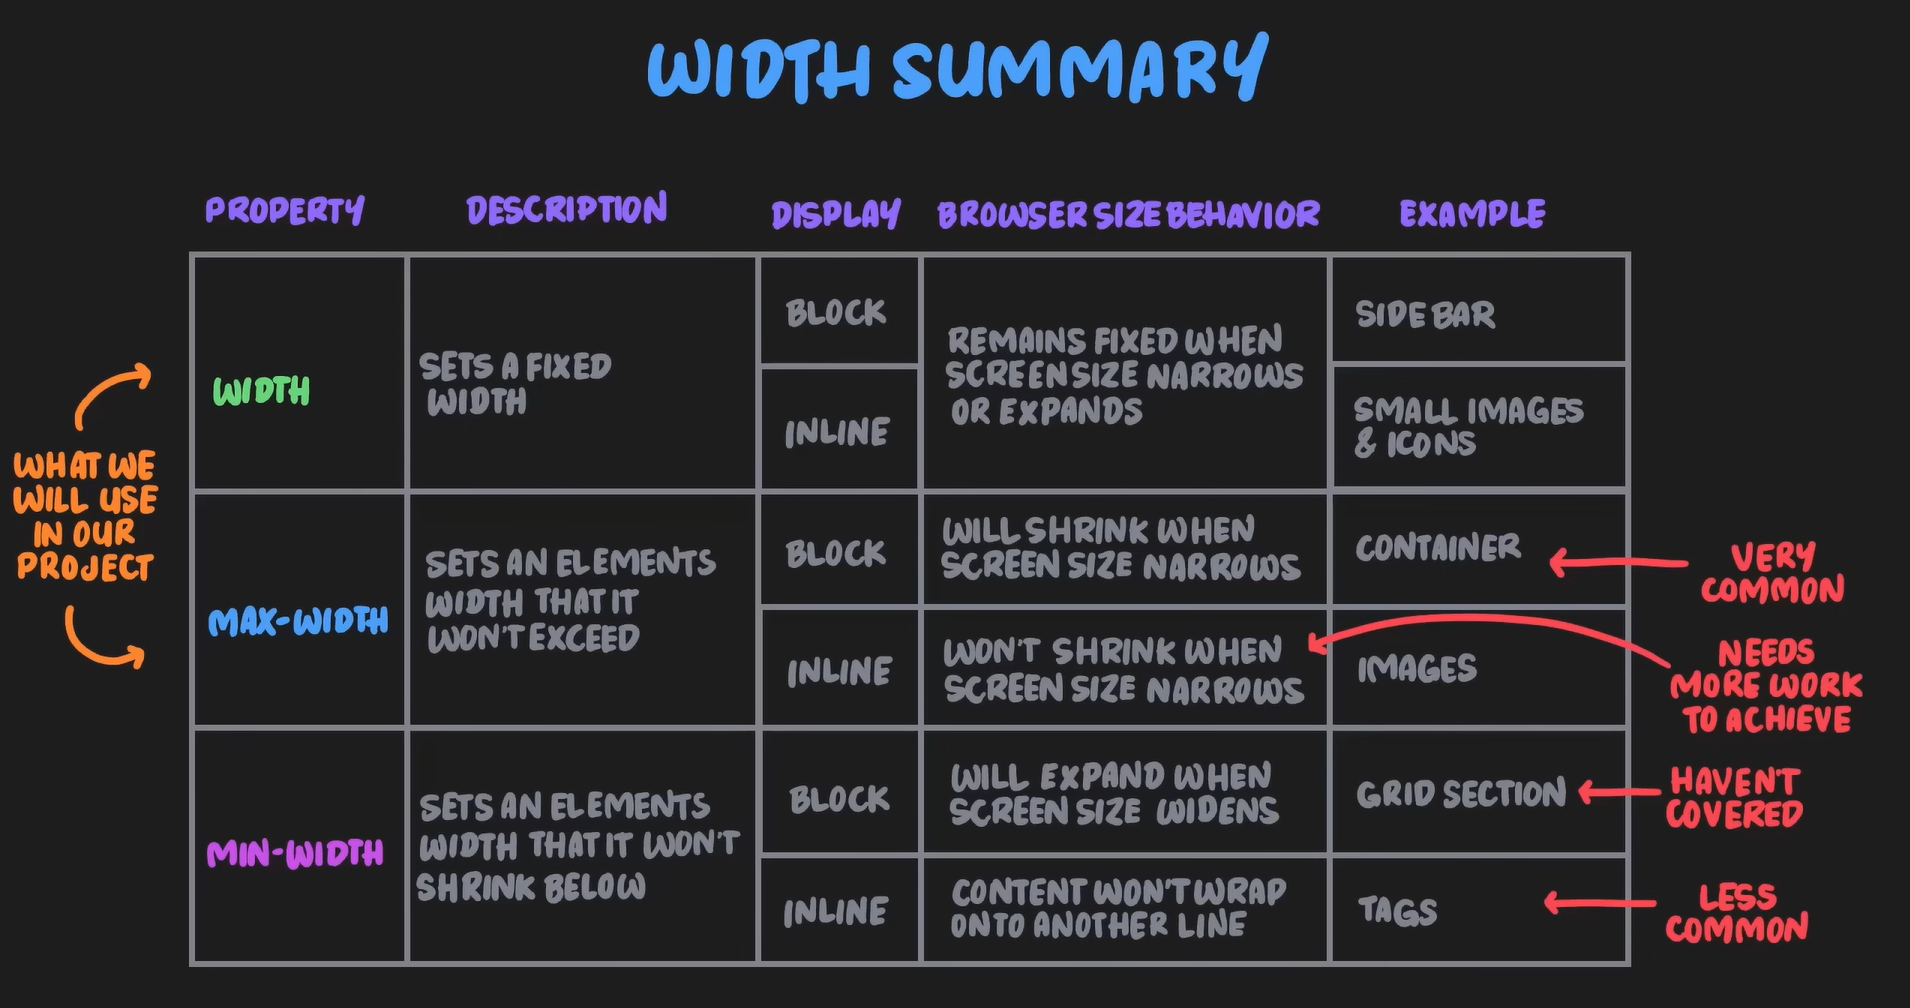 WIDTH SUMMARY
PROPERTY
DESCRIPTION
DISPLAY
BROWSER SIZE BEHAVIOR
EXAMPLE
WIDTH
SETS A FIXED
WIDTH
BLOCK
INLINE
REMAINS FIXED WHEN
SCREEN SIZE NARROWS
OR EXPANDS
SIDEBAR
SMALL IMAGES
& ICONS
WHAT WE
WILL USE
IN OUR
PROJECT
MAX-WIDTH
SETS AN ELEMENTS
WIDTH THAT IT
WON'T EXCEED
BLOCK
WILL SHRINK WHEN
SCREEN SIZE NARROWS
CONTAINER
VERY
COMMON
INLINE
WON'T SHRINK WHEN
SCREEN SIZE NARROWS
IMAGES
NEEDS
MORE WORK
TO ACHIEVE
MIN-WIDTH
SETS AN ELEMENTS
WIDTH THAT IT WON'T
SHRINK BELOW
BLOCK
WILL EXPAND WHEN
SCREEN SIZE WIDENS
GRID SECTION
HAVEN'T
COVERED
INLINE
CONTENT WON'T WRAP
ONTO ANOTHER LINE
TAGS
LESS
COMMON